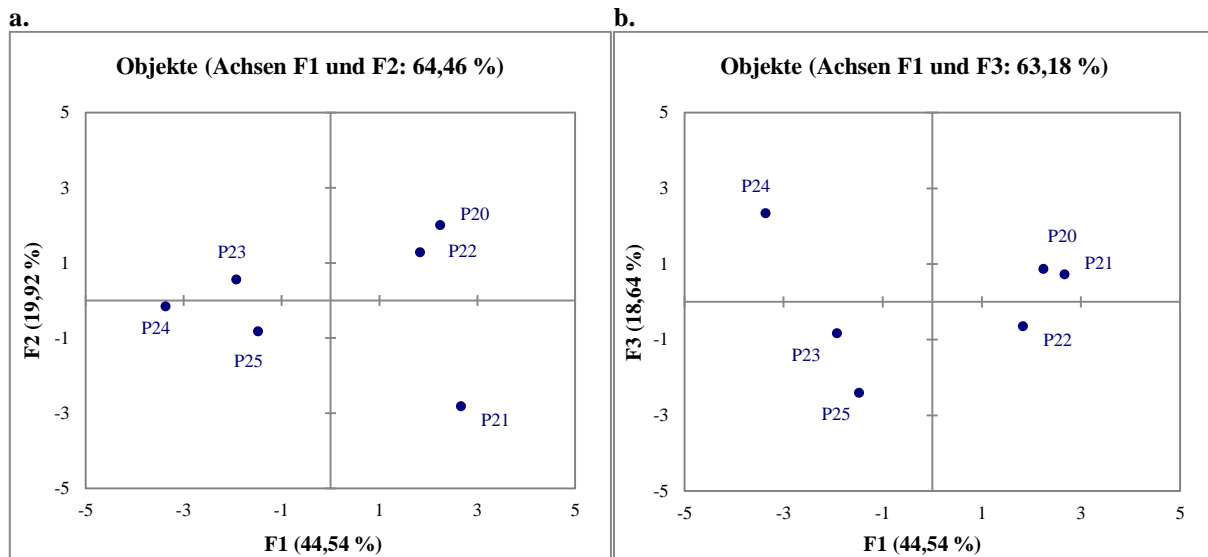 a.
Objekte (Achsen F1 und F2: 64,46 %)
5
3
1
-1
-3
-5
F2 (19,92 %)
P20
P22
P23
P24
P25
P21
-5
-3
-1
1
3
5
F1 (44,54 %)
b.
Objekte (Achsen F1 und F3: 63,18 %)
5
3
1
-1
-3
-5
F3 (18,64 %)
P24
P20
P21
P22
P23
P25
-5
-3
-1
1
3
5
F1 (44,54 %)